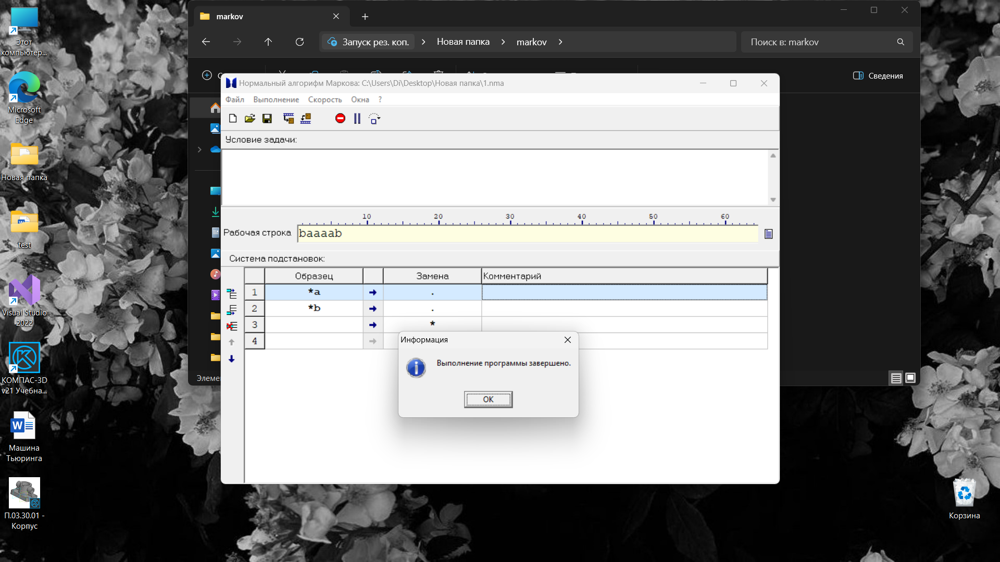 Этот
компьютер...
Microsoft
Edge
Новая папка
test
Visual Studio
2022
КОМПАС-3D
v21 Учебна...
Машина
Тьюринга
П.03.30.01 -
Корпус
Корзина
markov
Запуск рез. коп.
Новая папка
markov
Поиск в: markov
Сведения
Нормальный алгорифм Маркова: C:\Users\Di\Desktop\Новая папка\1.nma
Файл Выполнение Скорость Окна ?
Условие задачи:
10 20 30 40 50 60
Рабочая строка baaaab
Система подстановок:
Образец Замена Комментарий
1 *a → .
2 *b → .
3 → *
4 →
Информация
Выполнение программы завершено.
OK